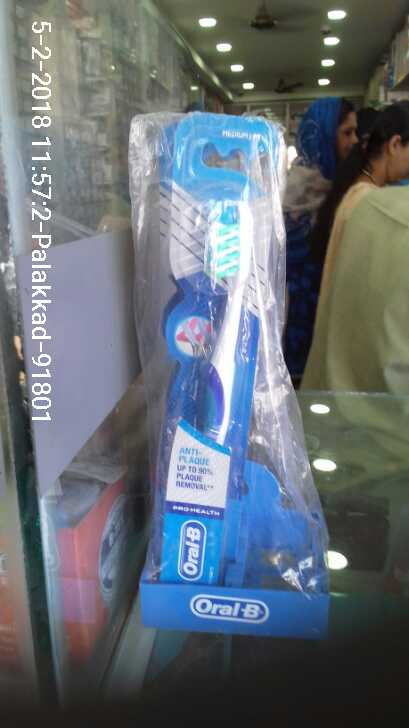 5-2-2018 11:57:2-Palakkad-91801
MEDIUM
ANTI-
PLAQUE
UP TO 90%
PLAQUE
REMOVAL**
PRO-HEALTH
Oral-B
Oral-B